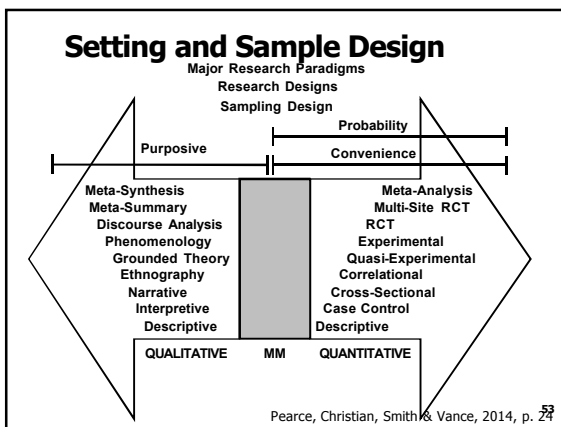 Setting and Sample Design
Major Research Paradigms
Research Designs
Sampling Design
Probability
Purposive
Convenience
Meta-Synthesis
Meta-Summary
Discourse Analysis
Phenomenology
Grounded Theory
Ethnography
Narrative
Interpretive
Descriptive
Meta-Analysis
Multi-Site RCT
RCT
Experimental
Quasi-Experimental
Correlational
Cross-Sectional
Case Control
Descriptive
QUALITATIVE MM QUANTITATIVE
Pearce, Christian, Smith & Vance, 2014, p. 24
53